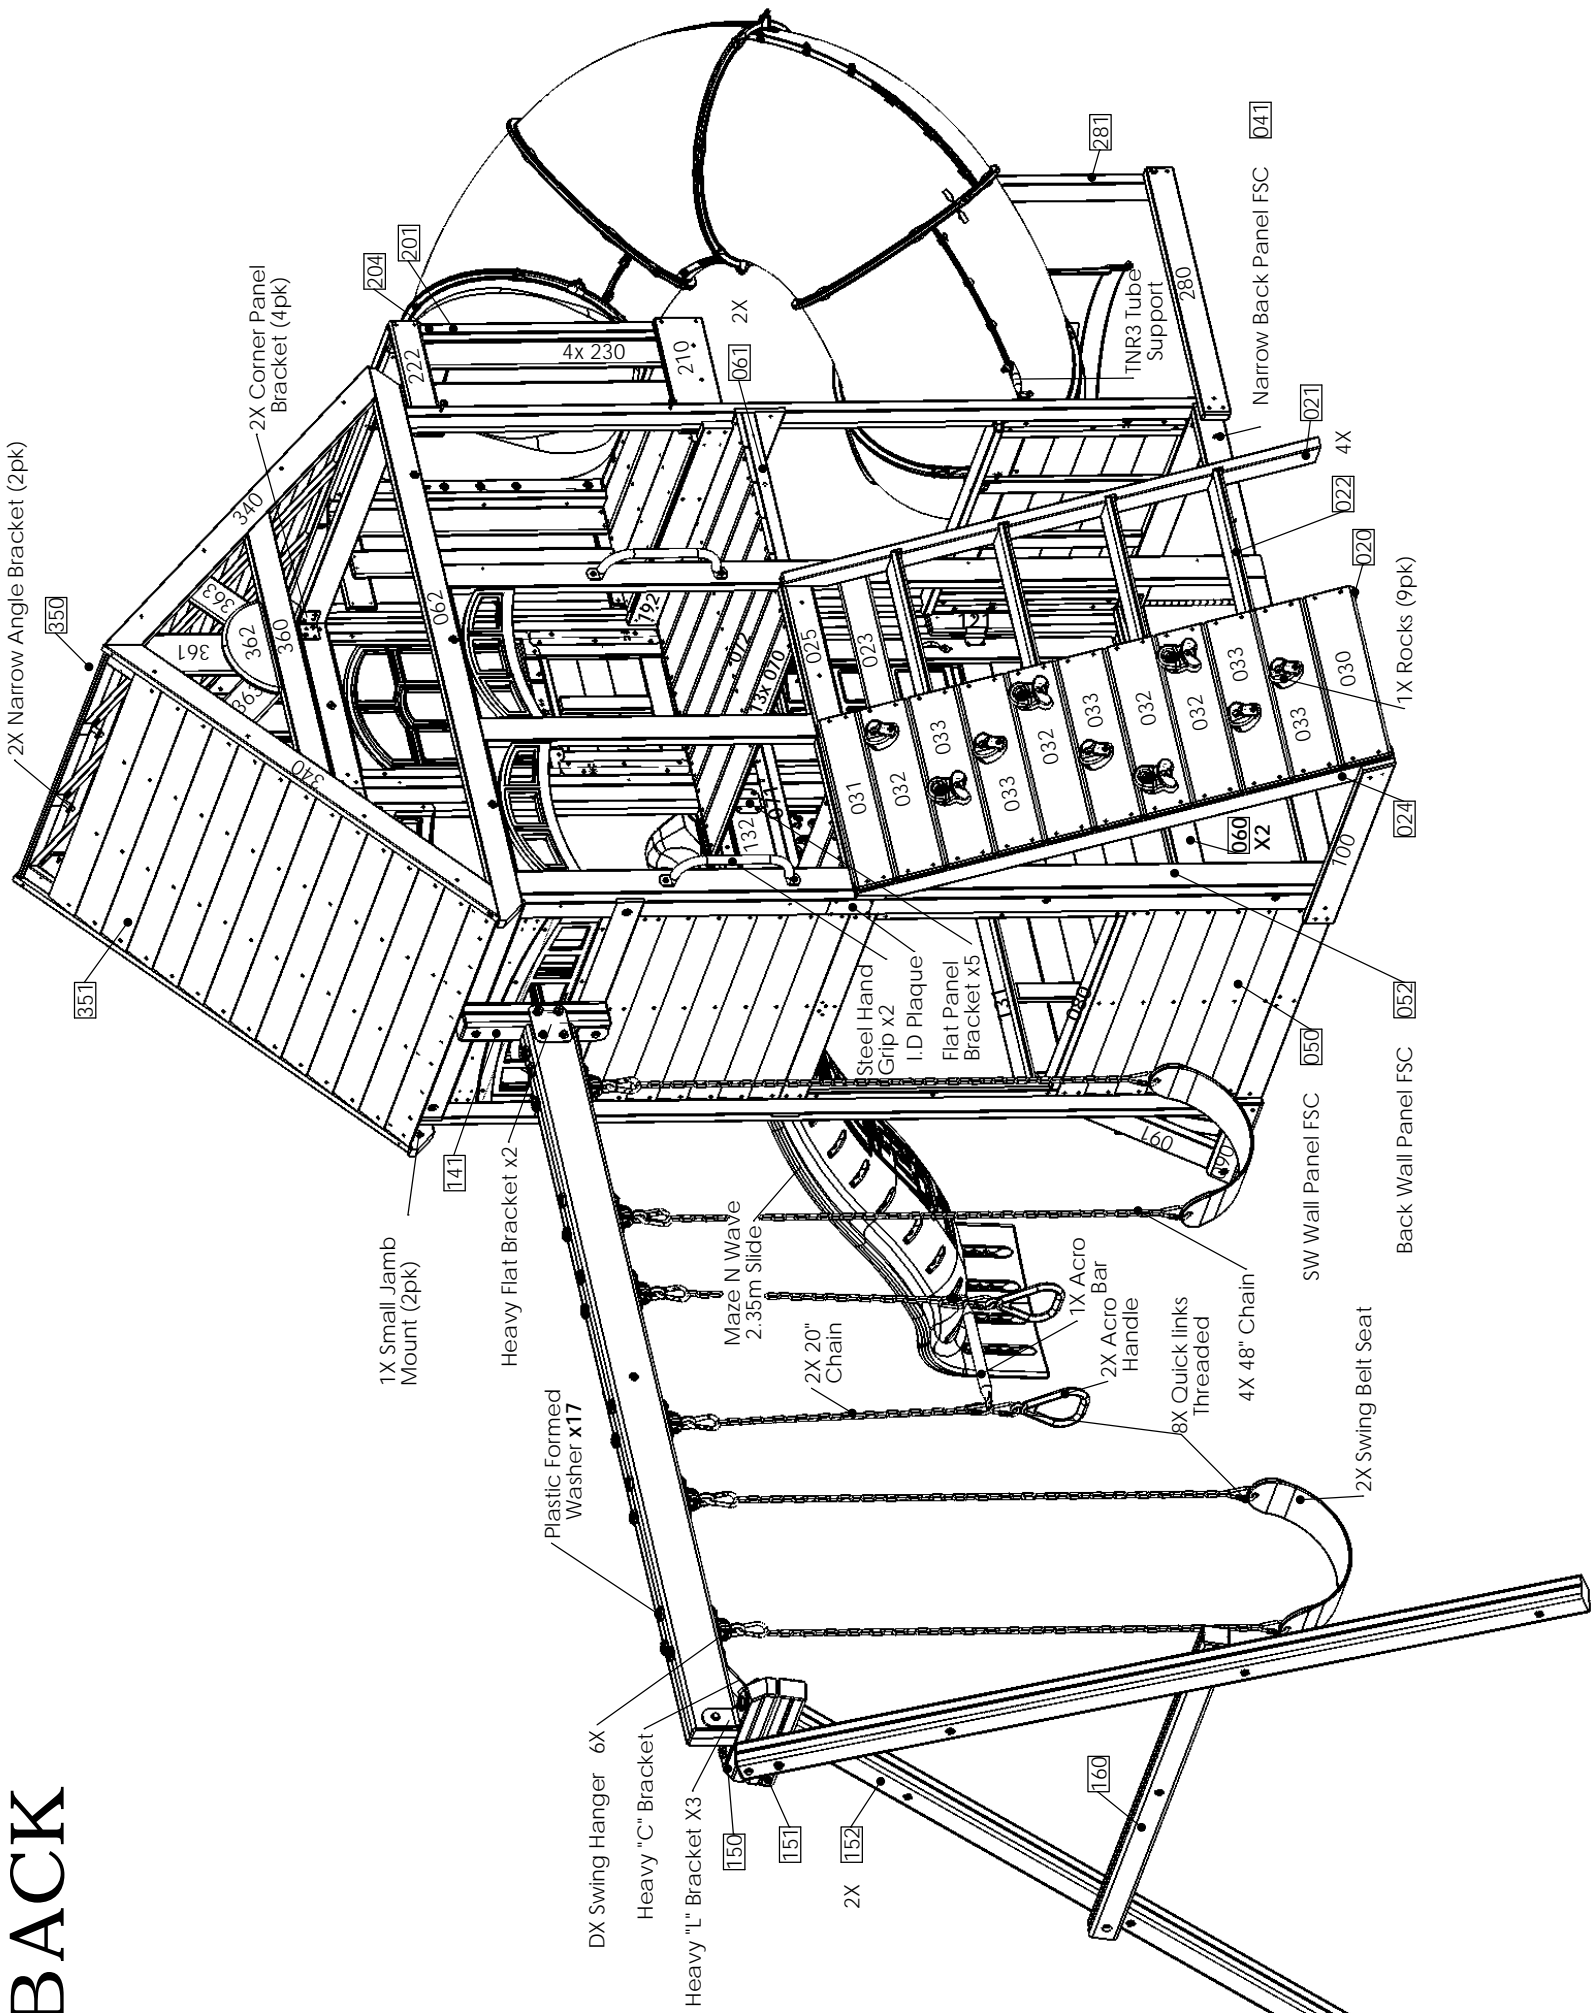 BACK
2X Narrow Angle Bracket (2pk)
350
351
2X Corner Panel
Bracket (4pk)
340
363
361
362
360
363
340
204
201
222
4x 230
210
141
1X Small Jamb
Mount (2pk)
Heavy Flat Bracket x2
062
192
072
13x 070
071
132
061
2X
Plastic Formed
Washer x17
DX Swing Hanger 6X
Heavy "C" Bracket
Heavy "L" Bracket X3
150
151
2X 152
160
Maze N Wave
2.35m Slide
2X 20"
Chain
1X Acro
Bar
2X Acro
Handle
8X Quick links
Threaded
4X 48" Chain
2X Swing Belt Seat
Steel Hand
Grip x2
I.D Plaque
Flat Panel
Bracket x5
131
080
091
090
025
023
031
032
033
033
032
033
032
032
033
033
030
TNR3 Tube
Support
281
280
Narrow Back Panel FSC 041
021
4X
022
020
1X Rocks (9pk)
024
060
X2
100
SW Wall Panel FSC 050
Back Wall Panel FSC 052